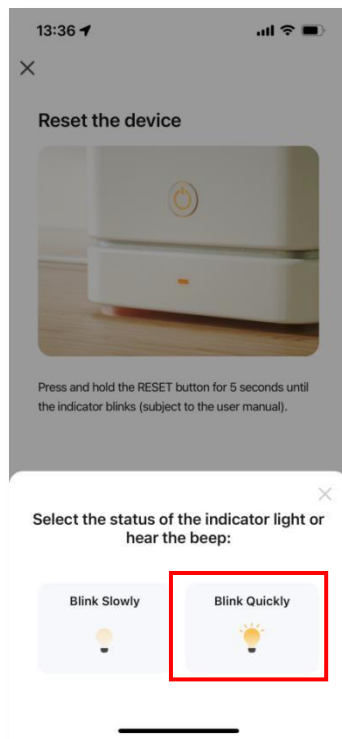 13:36
Reset the device
Press and hold the RESET button for 5 seconds until
the indicator blinks (subject to the user manual).
Select the status of the indicator light or
hear the beep:
Blink Slowly
Blink Quickly